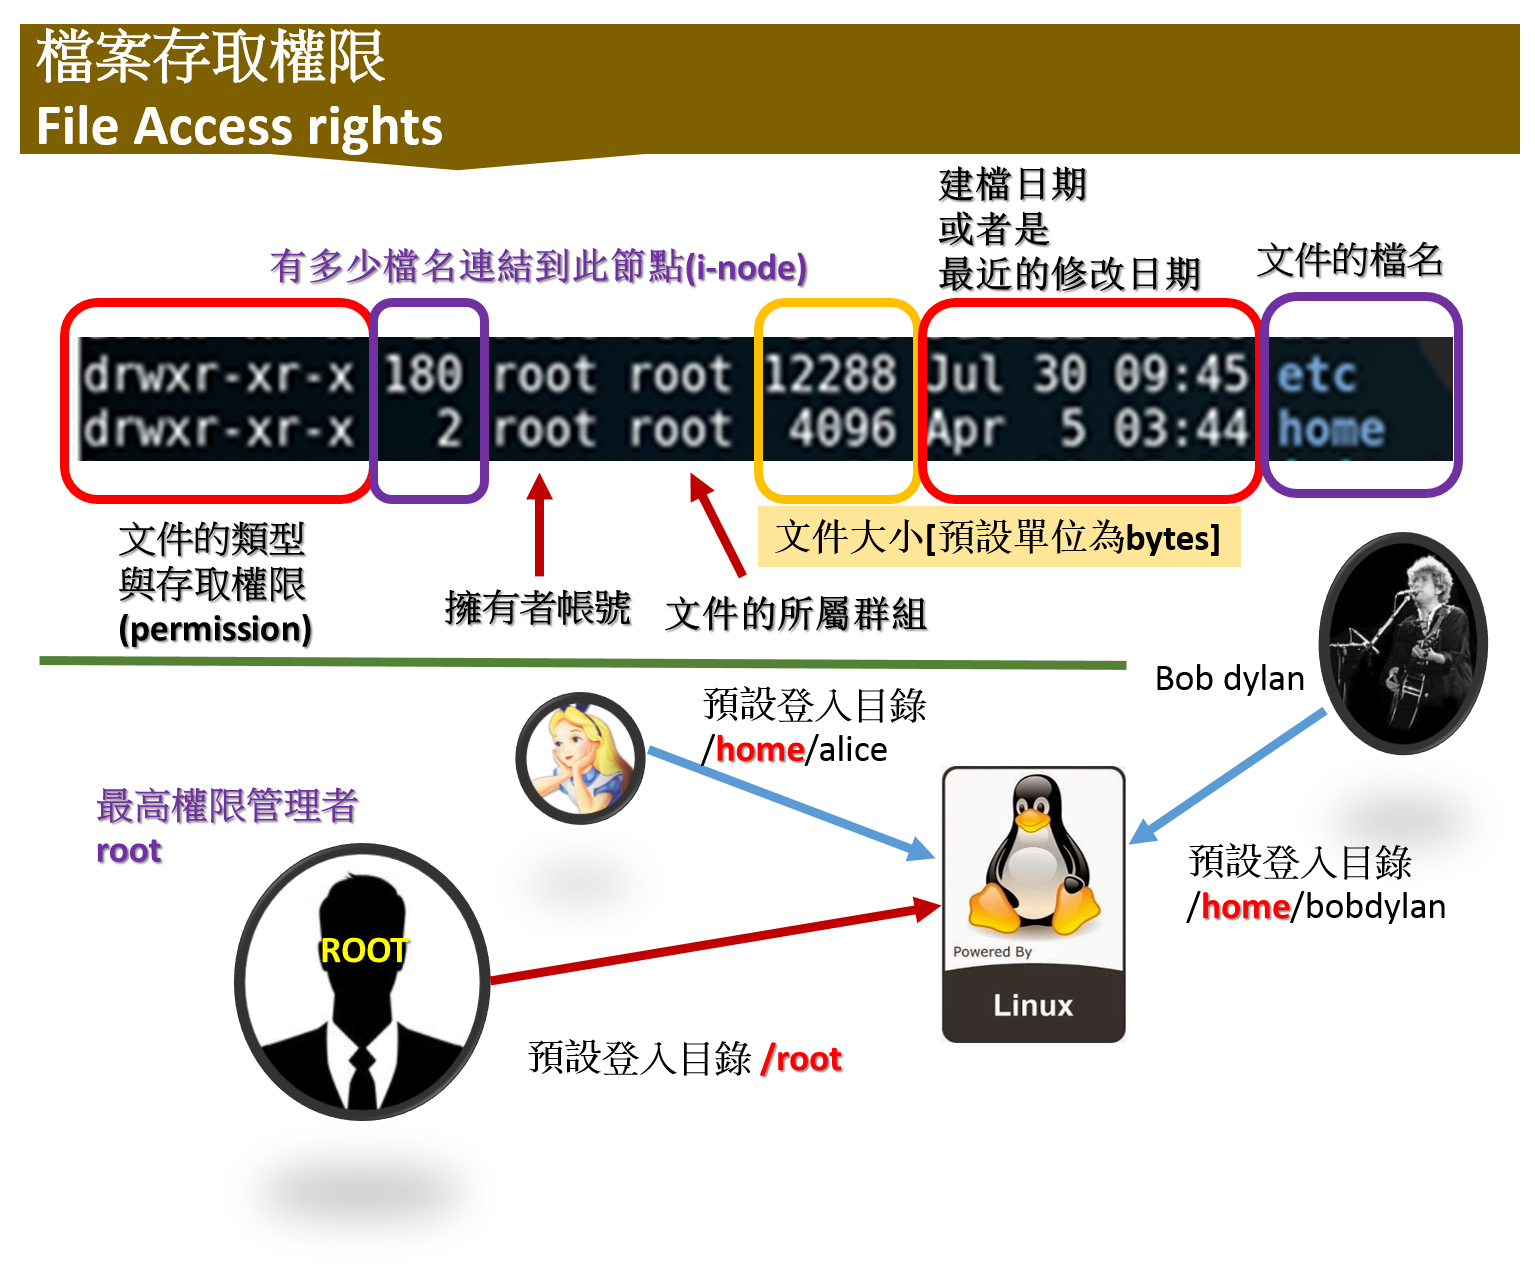 檔案存取權限
File Access rights
建檔日期
或者是
最近的修改日期
有多少檔名連結到此節點(i-node)
文件的檔名
drwxr-xr-x 180 root root 12288 Jul 30 09:45 etc
drwxr-xr-x 2 root root 4096 Apr 5 03:44 home
文件的類型
與存取權限
(permission)
擁有者帳號
文件的所屬群組
文件大小[預設單位為bytes]
Bob dylan
預設登入目錄
/home/alice
最高權限管理者
root
ROOT
預設登入目錄
/home/bobdylan
Powered By
Linux
預設登入目錄 /root